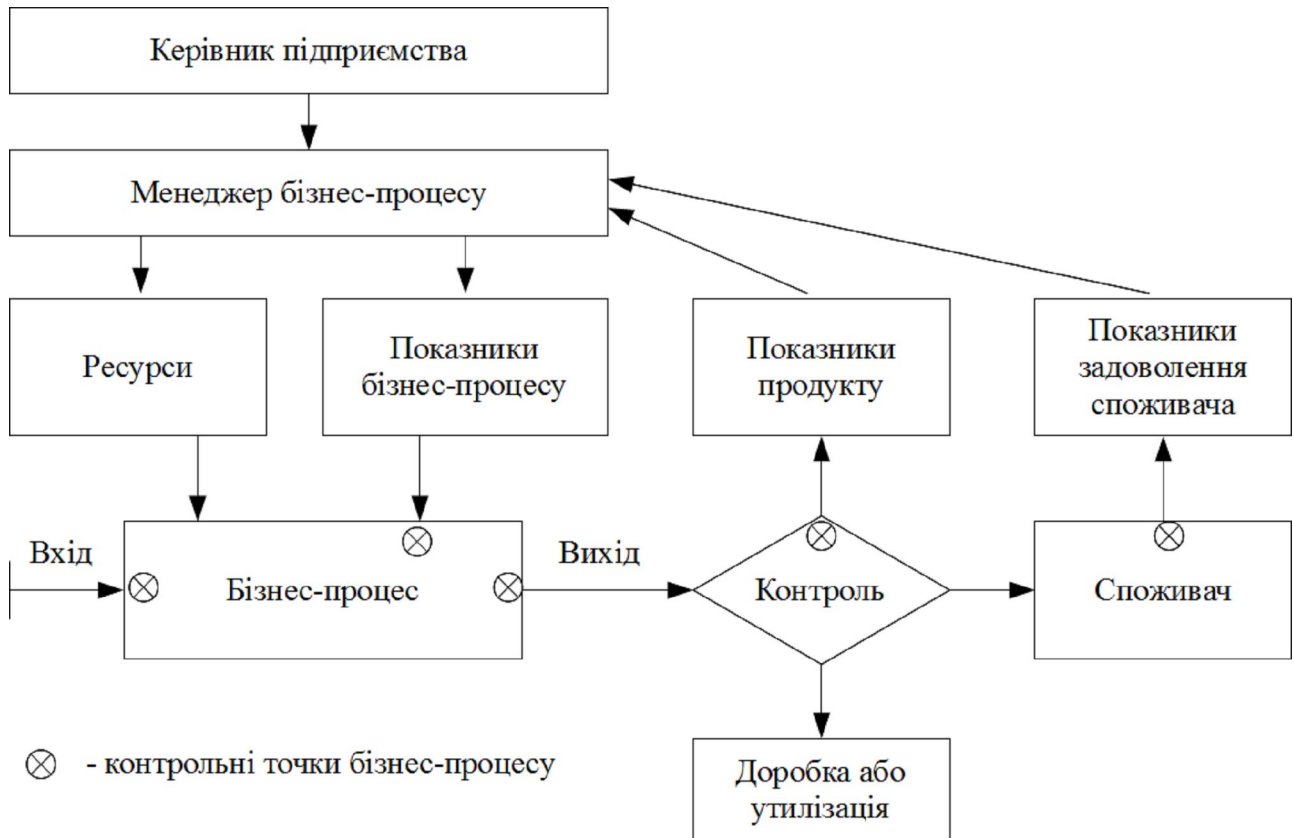 Керівник підприємства
Менеджер бізнес-процесу
Ресурси
Показники
бізнес-процесу
Показники
продукту
Показники
задоволення
споживача
Вхід
Бізнес-процес
Вихід
Контроль
Споживач
- контрольні точки бізнес-процесу
Доробка або
утилізація